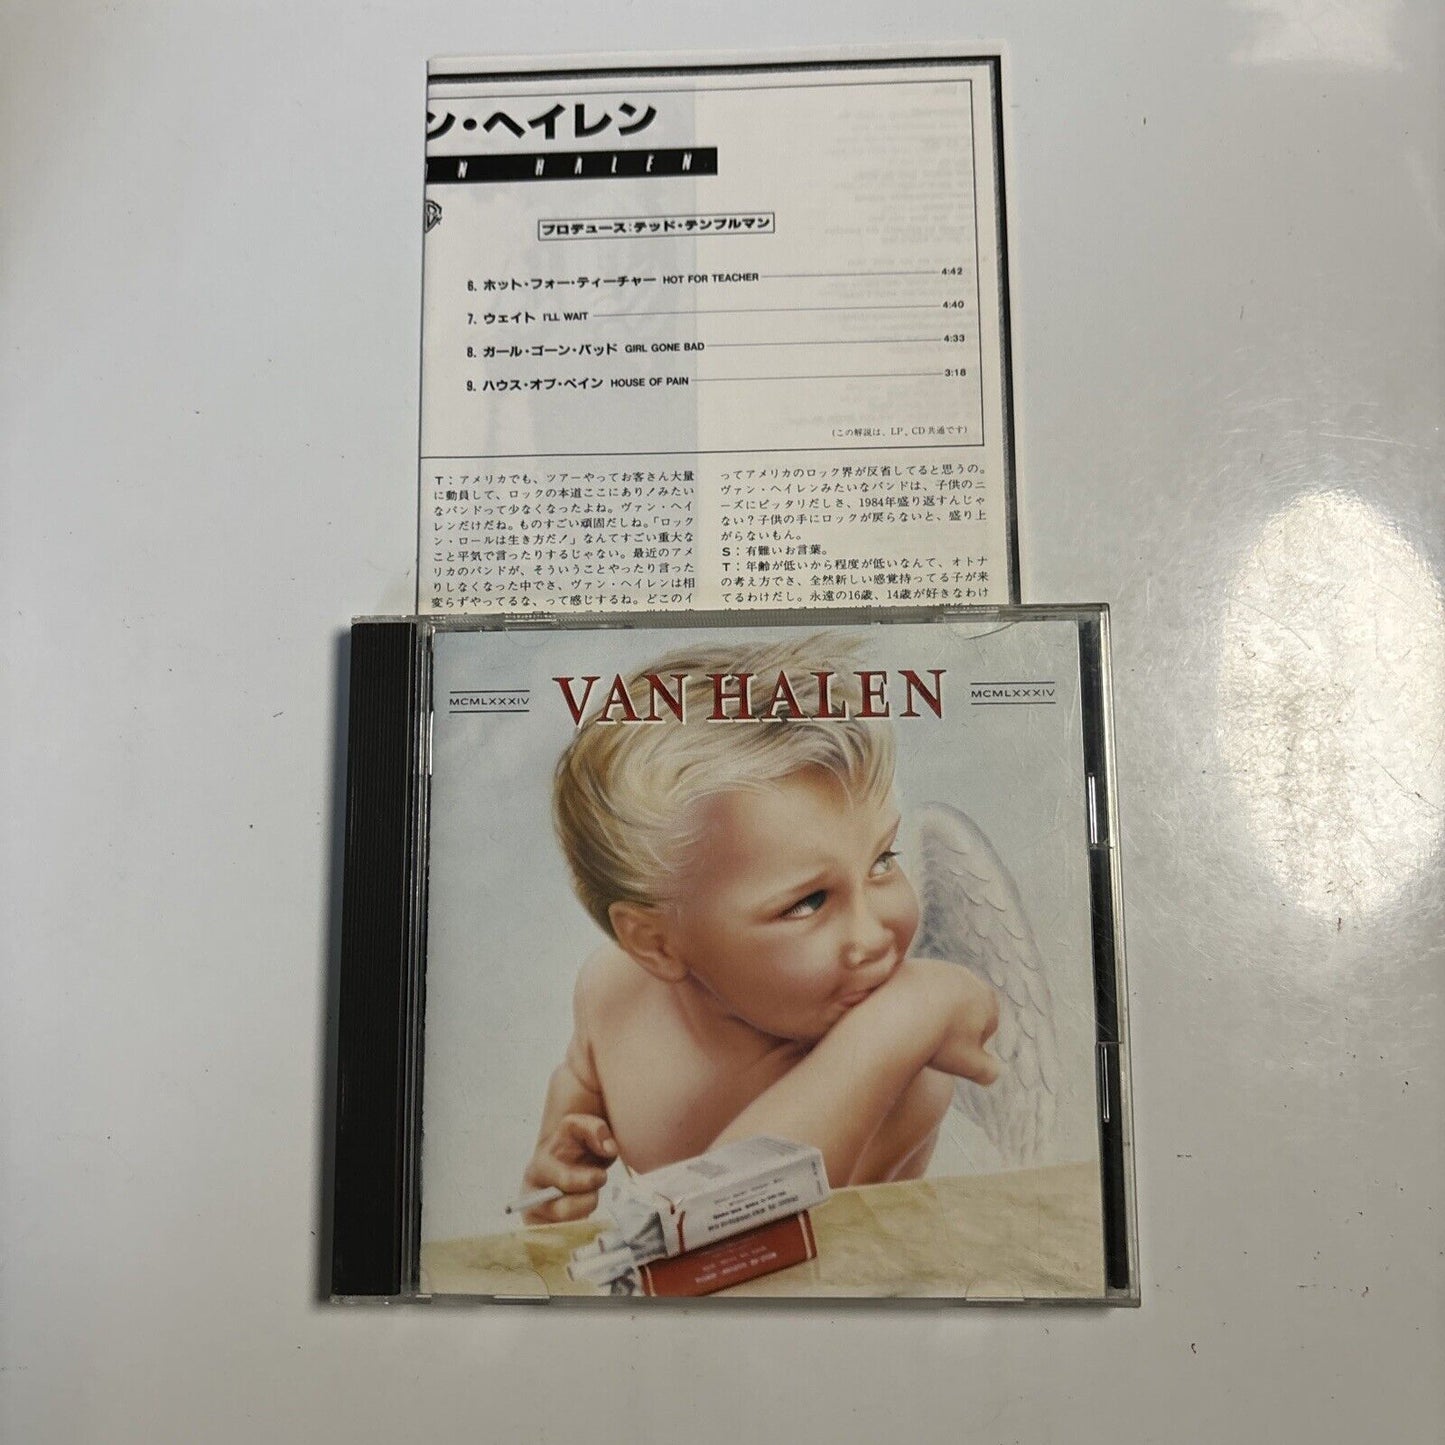 ン・ヘイレン
N HALEN
プロデュース:テッド・テンプルマン
6. ホット・フォー・ティーチャー HOT FOR TEACHER 4:42
7. ウェイト I'LL WAIT 4:40
8. ガール・ゴーン・バッド GIRL GONE BAD 4:33
9. ハウス・オブ・ペイン HOUSE OF PAIN 3:18
(この解説は、LP、CD共通です)
T:アメリカでも、ツアーやってお客さん大量
に動員して、ロックの本道ここにあり!みたい
なバンドって少なくなったよね。ヴァン・ヘイ
レンだけだね。ものすごい頑固だしね。「ロック
ン・ロールは生き方だ!」なんてすごい重大な
こと平気で言ったりするじゃない。最近のアメ
リカのバンドが、そういうことやったり言った
りしなくなった中でさ、ヴァン・ヘイレンは相
変らずやってるな、って感じするね。どこのイ
ってアメリカのロック界が反省してると思うの。
ヴァン・ヘイレンみたいなバンドは、子供のニ
ーズにピッタリだしさ、1984年盛り返すんじゃ
ない?子供の手にロックが戻らないと、盛り上
がらないもん。
S:有難いお言葉。
T:年齢が低いから程度が低いなんて、オトナ
の考え方でさ、全然新しい感覚持ってる子が来
てるわけだし。永遠の16歳、14歳が好きなわけ
MCMLXXXIV VAN HALEN MCMLXXXIV